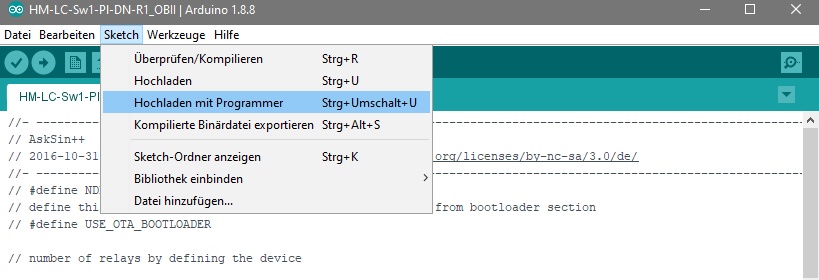 HM-LC-Sw1-PI-DN-R1_OBII | Arduino 1.8.8
Datei Bearbeiten Sketch Werkzeuge Hilfe
Überprüfen/Kompilieren Strg+R
Hochladen Strg+U
HM-LC-Sw1-PI Hochladen mit Programmer Strg+Umschalt+U
Kompilierte Binärdatei exportieren Strg+Alt+S
Sketch-Ordner anzeigen Strg+K
Bibliothek einbinden
Datei hinzufügen...
//- --------------------
// AskSin++
// 2016-10-31 org/licenses/by-nc-sa/3.0/de/
//- --------------------
// #define ND
// define thi from bootloader section
// #define USE_OTA_BOOTLOADER
// number of relays by defining the device